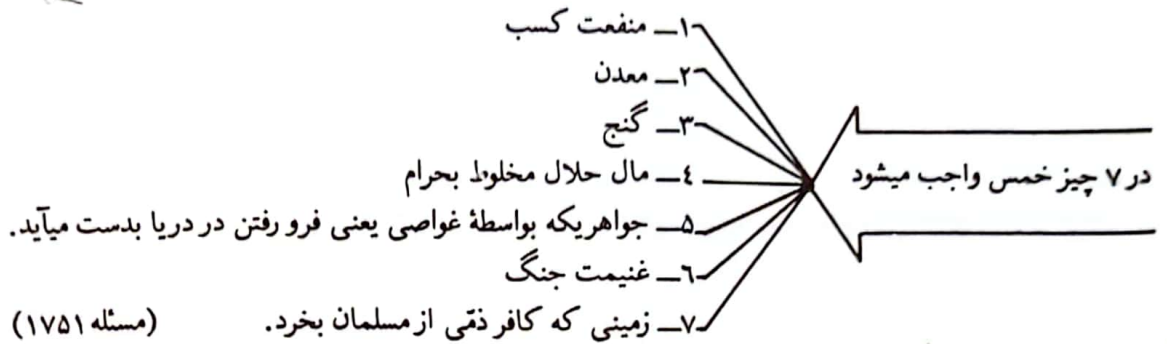 در ۷ چیز خمس واجب میشود
۱ــ منفعت کسب
۲ــ معدن
۳ــ گنج
٤ــ مال حلال مخلوط بحرام
۵ــ جواهریکه بواسطهٔ غواصی یعنی فرو رفتن در دریا بدست میآید.
٦ــ غنیمت جنگ
۷ــ زمینی که کافر ذمّی از مسلمان بخرد. (مسئله ۱۷۵۱)